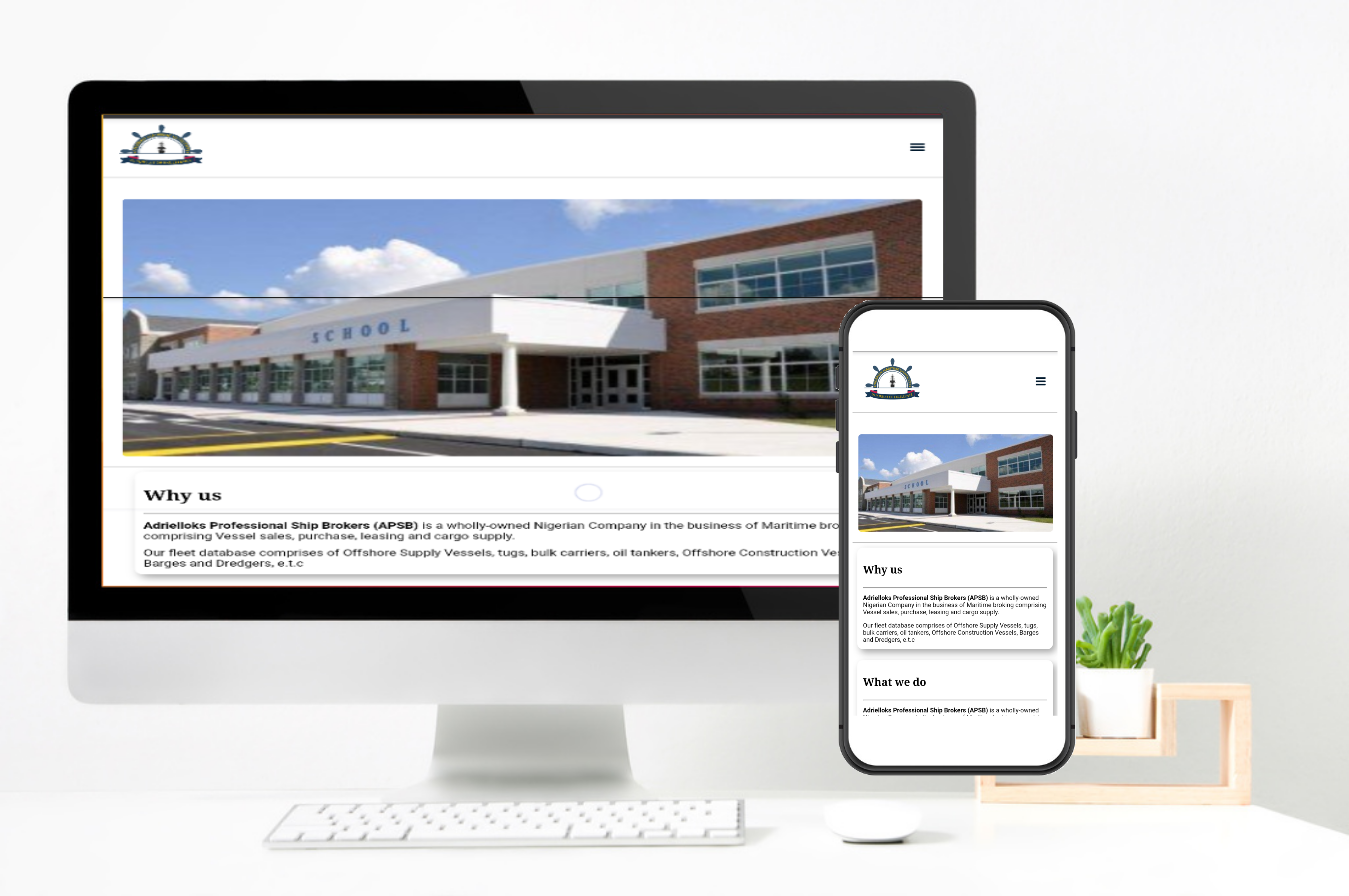 SCHOOL
Why us
Adrielloks Professional Ship Brokers (APSB) is a wholly-owned Nigerian Company in the business of Maritime bro
comprising Vessel sales, purchase, leasing and cargo supply.
Our fleet database comprises of Offshore Supply Vessels, tugs, bulk carriers, oil tankers, Offshore Construction Ve
Barges and Dredgers, e.t.c
SCHOOL
Why us
Adrielloks Professional Ship Brokers (APSB) is a wholly-owned
Nigerian Company in the business of Maritime broking comprising
Vessel sales, purchase, leasing and cargo supply.
Our fleet database comprises of Offshore Supply Vessels, tugs,
bulk carriers, oil tankers, Offshore Construction Vessels, Barges
and Dredgers, e.t.c
What we do
Adrielloks Professional Ship Brokers (APSB) is a wholly-owned